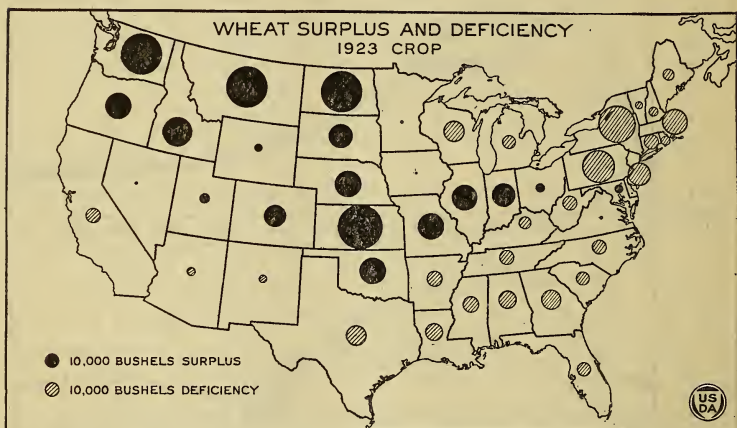 WHEAT SURPLUS AND DEFICIENCY
1923 CROP
10,000 BUSHELS SURPLUS
10,000 BUSHELS DEFICIENCY
US
DA